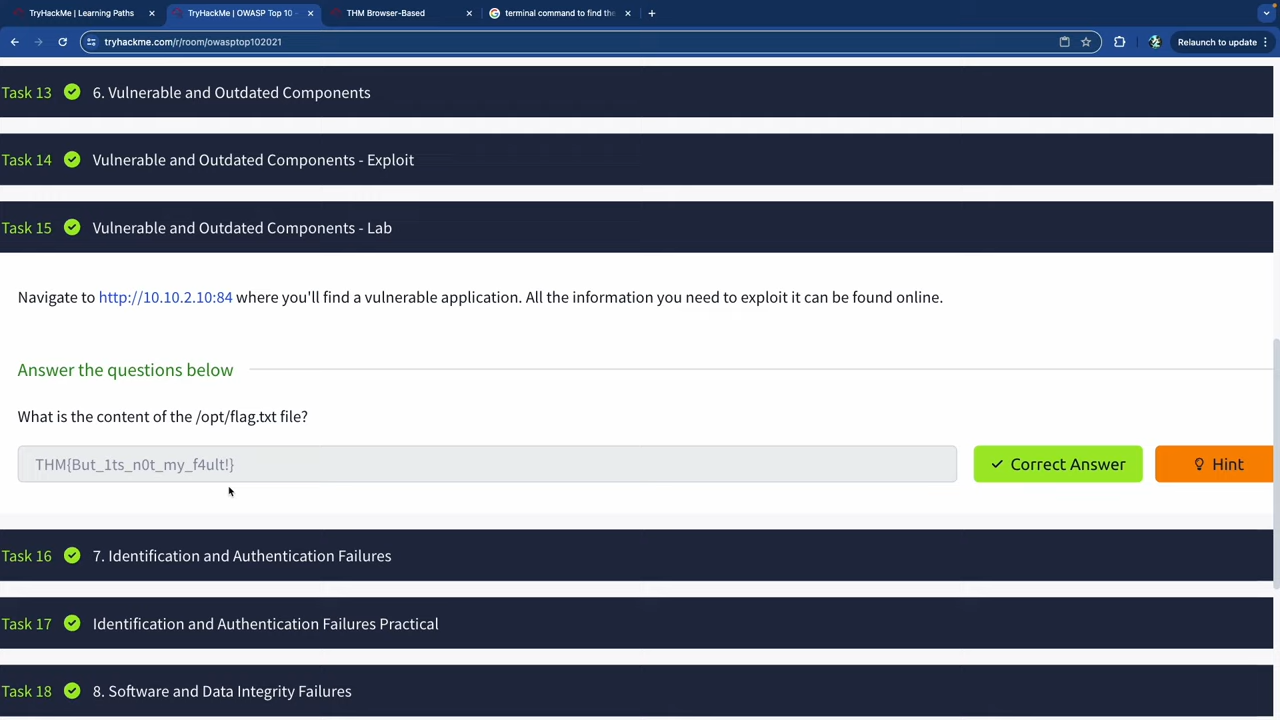 TryHackMe | Learning Paths
TryHackMe | OWASP Top 10 -
THM Browser-Based
terminal command to find the
tryhackme.com/r/room/owasptop102021
Relaunch to update
Task 13 6. Vulnerable and Outdated Components
Task 14 Vulnerable and Outdated Components - Exploit
Task 15 Vulnerable and Outdated Components - Lab
Navigate to http://10.10.2.10:84 where you'll find a vulnerable application. All the information you need to exploit it can be found online.
Answer the questions below
What is the content of the /opt/flag.txt file?
THM{But_1ts_n0t_my_f4ult!}
Correct Answer
Hint
Task 16 7. Identification and Authentication Failures
Task 17 Identification and Authentication Failures Practical
Task 18 8. Software and Data Integrity Failures